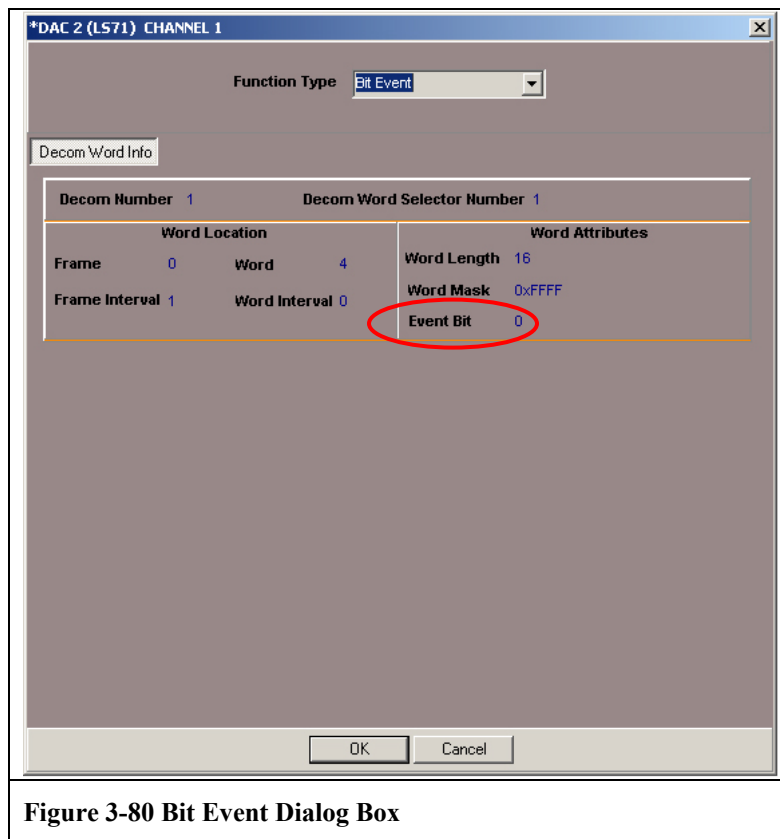 *DAC 2 (LS71) CHANNEL 1
Function Type Bit Event
Decom Word Info
Decom Number 1 Decom Word Selector Number 1
Word Location
Frame 0 Word 4
Frame Interval 1 Word Interval 0
Word Attributes
Word Length 16
Word Mask 0xFFFF
Event Bit 0
OK Cancel
Figure 3-80 Bit Event Dialog Box